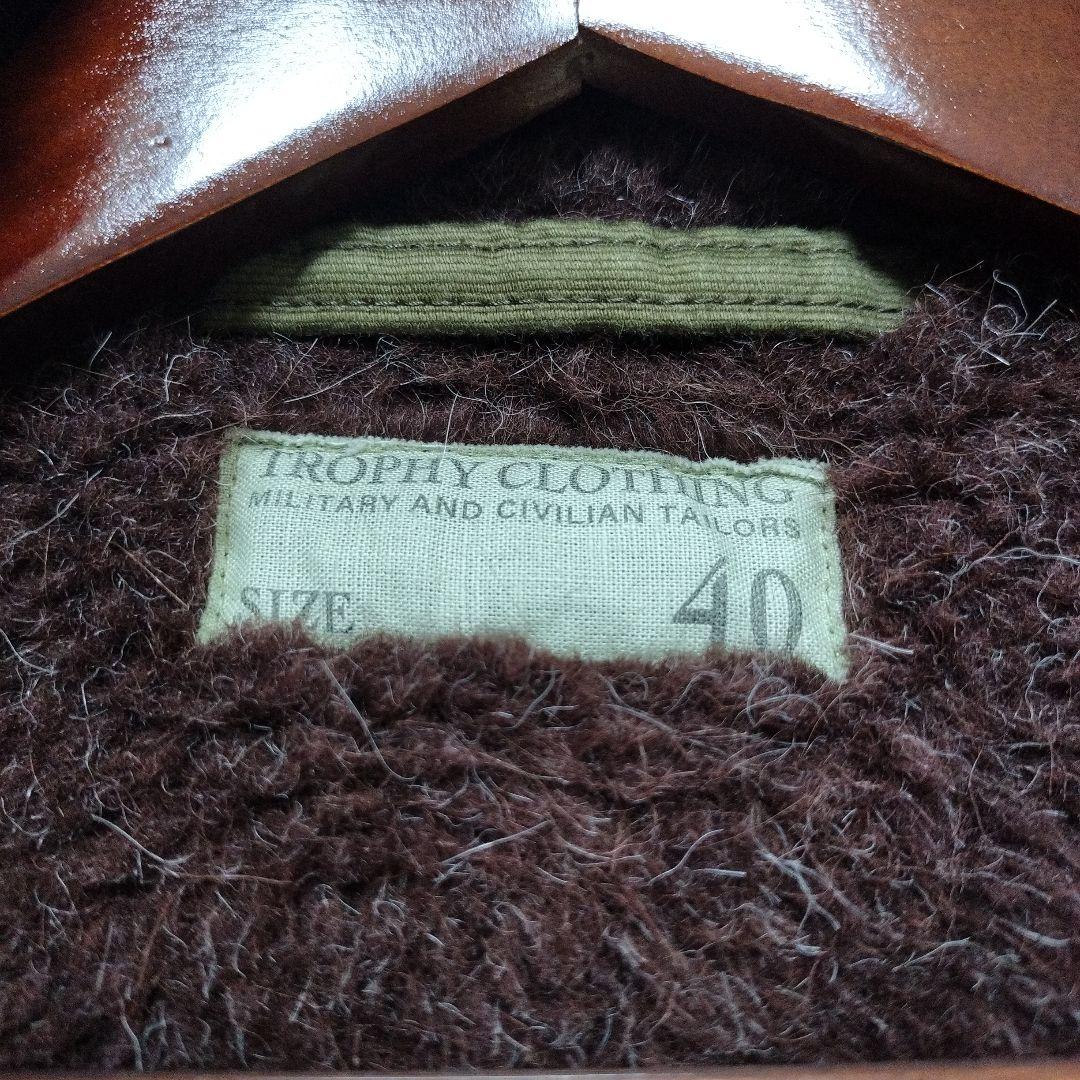 TROPHY CLOTHING
MILITARY AND CIVILIAN TAILORS
SIZE 40